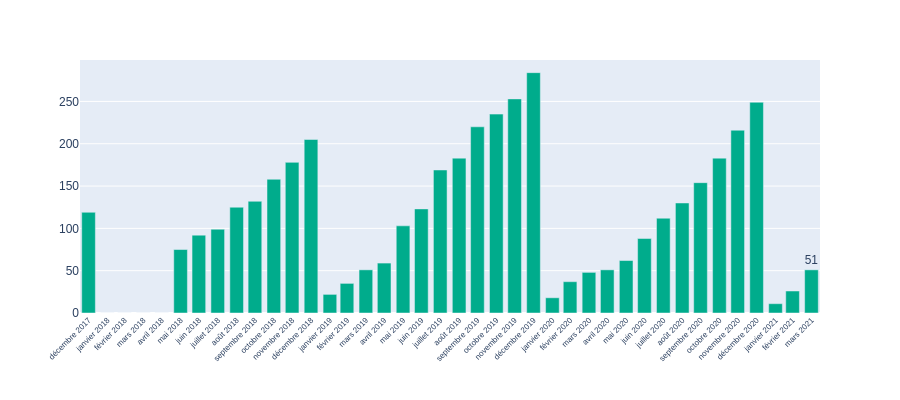 250
200
150
100
50
0
51
décembre 2017
janvier 2018
février 2018
mars 2018
avril 2018
mai 2018
juin 2018
juillet 2018
août 2018
septembre 2018
octobre 2018
novembre 2018
décembre 2018
janvier 2019
février 2019
mars 2019
avril 2019
mai 2019
juin 2019
juillet 2019
août 2019
septembre 2019
octobre 2019
novembre 2019
décembre 2019
janvier 2020
février 2020
mars 2020
avril 2020
mai 2020
juin 2020
juillet 2020
août 2020
septembre 2020
octobre 2020
novembre 2020
décembre 2020
janvier 2021
février 2021
mars 2021